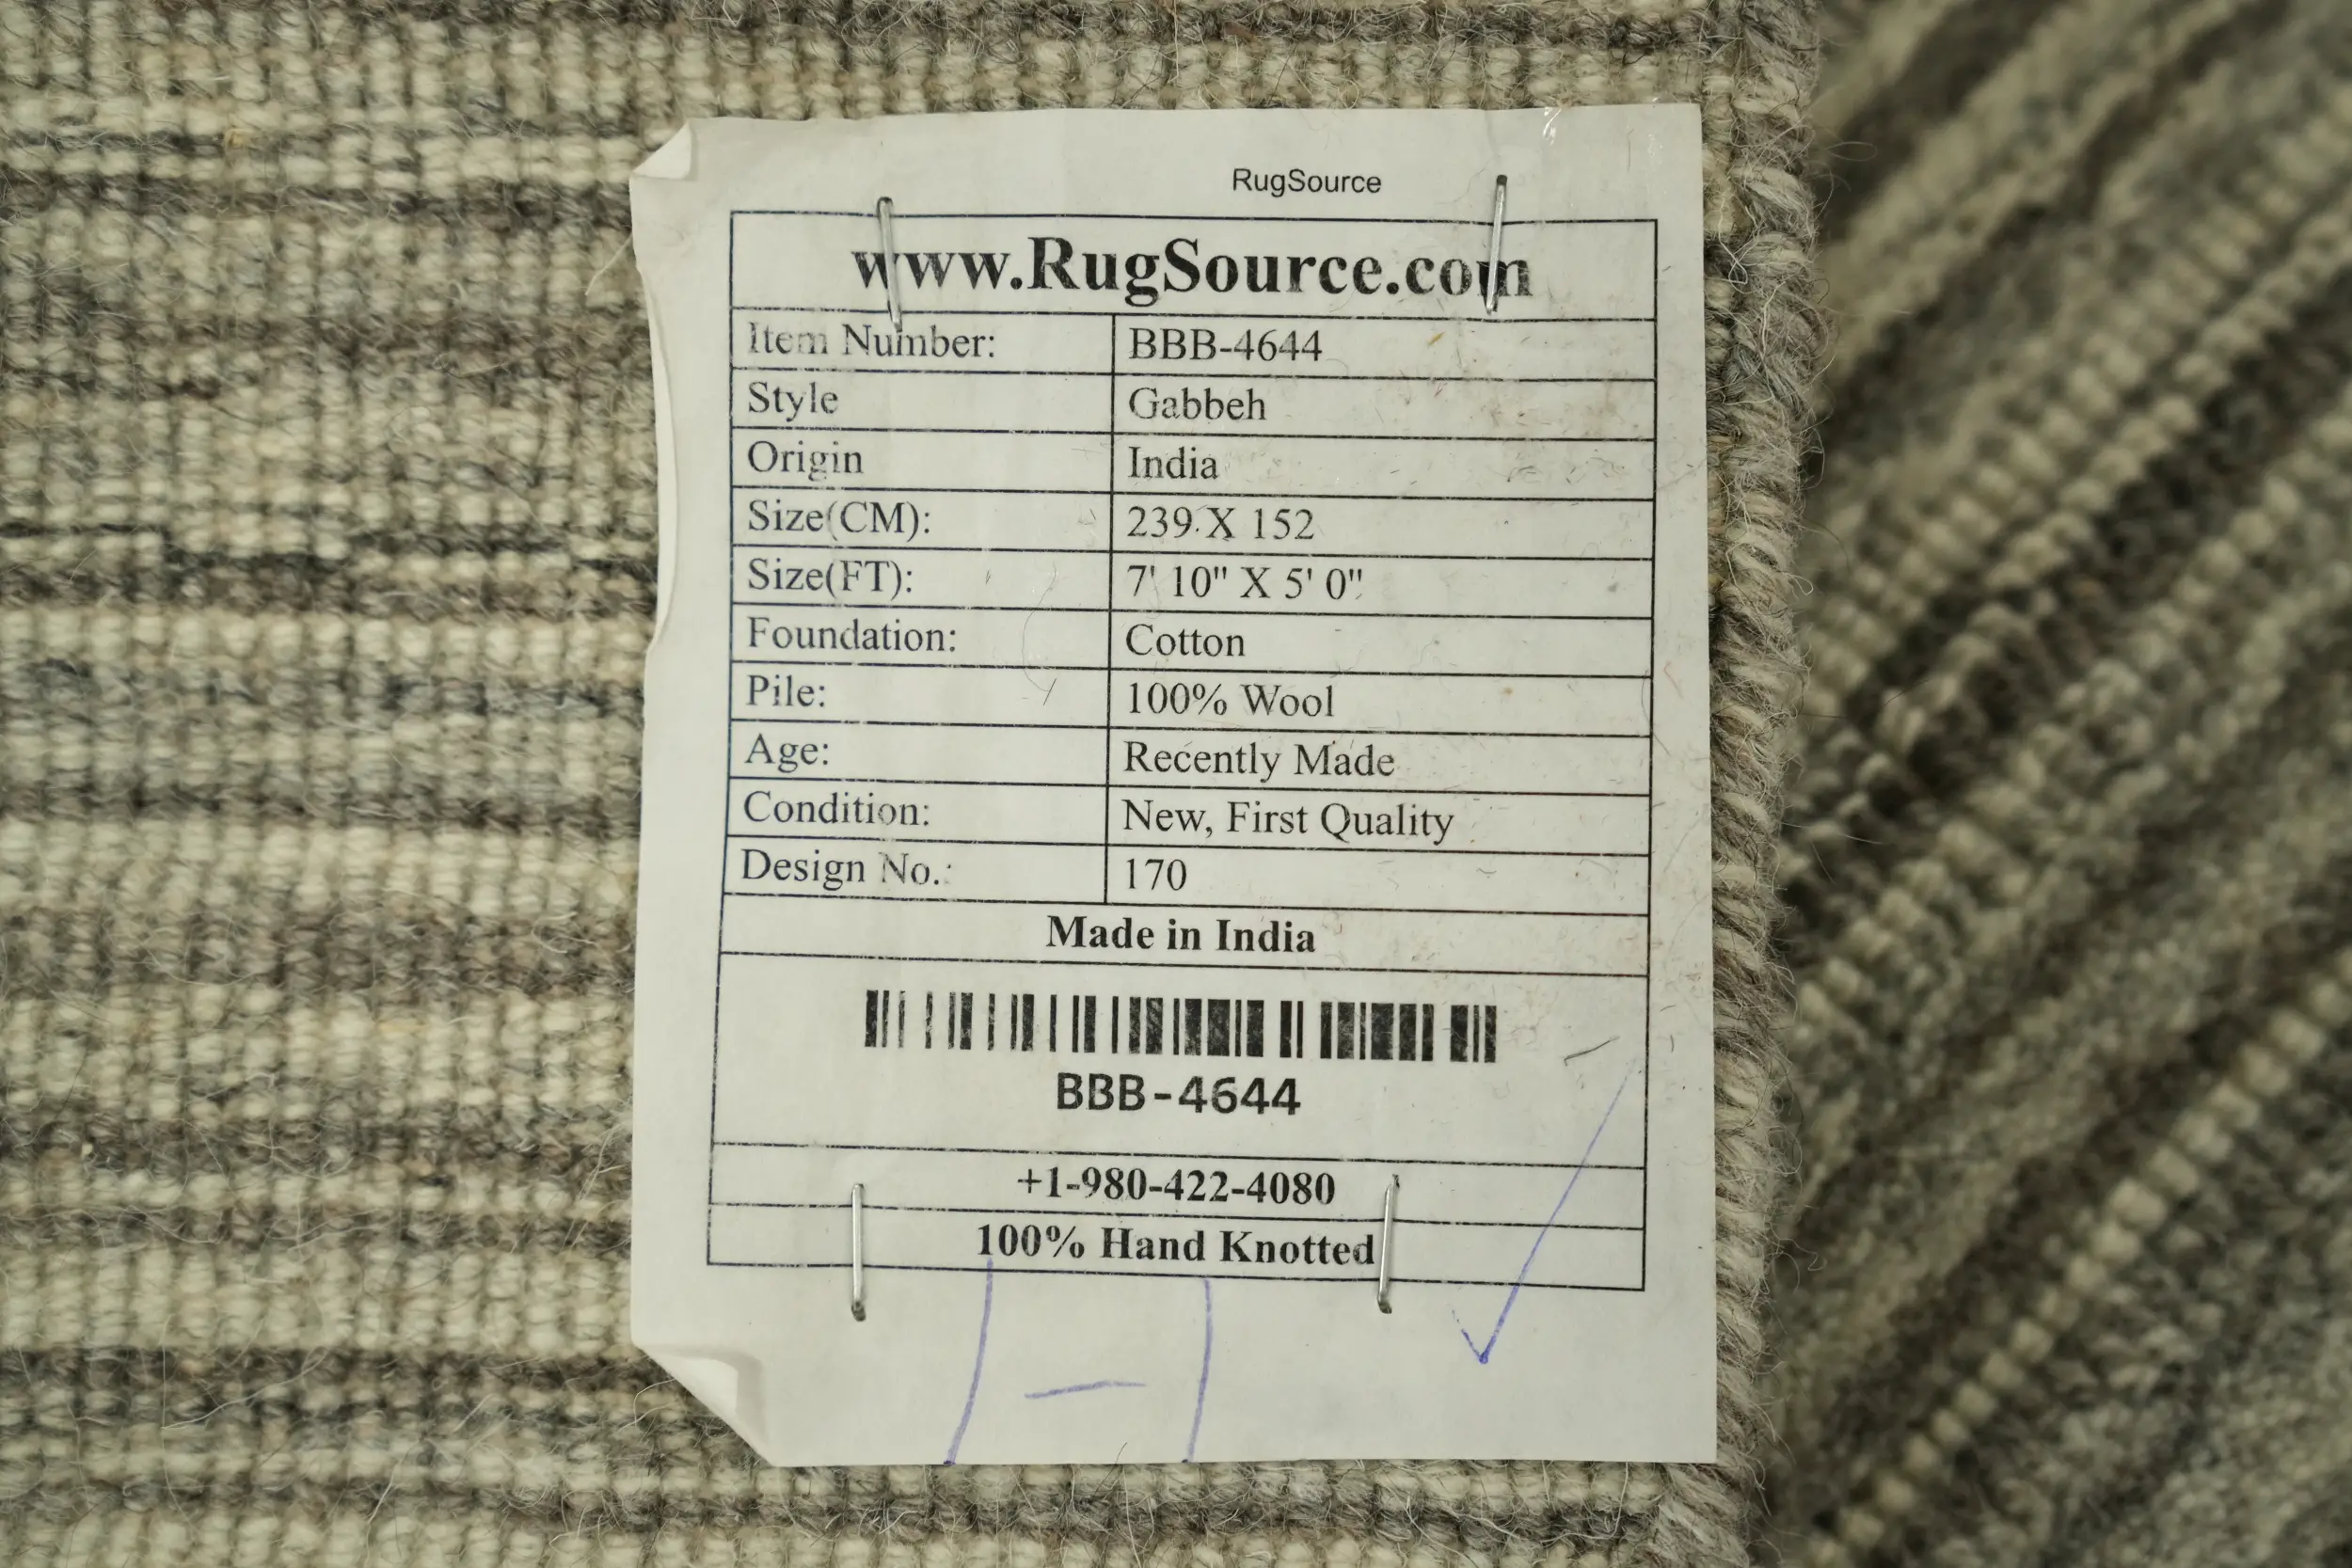 RugSource
www.RugSource.com
Item Number: BBB-4644
Style Gabbeh
Origin India
Size(CM): 239 X 152
Size(FT): 7' 10" X 5' 0"
Foundation: Cotton
Pile: 100% Wool
Age: Recently Made
Condition: New, First Quality
Design No.: 170
Made in India
BBB-4644
+1-980-422-4080
100% Hand Knotted
1-1